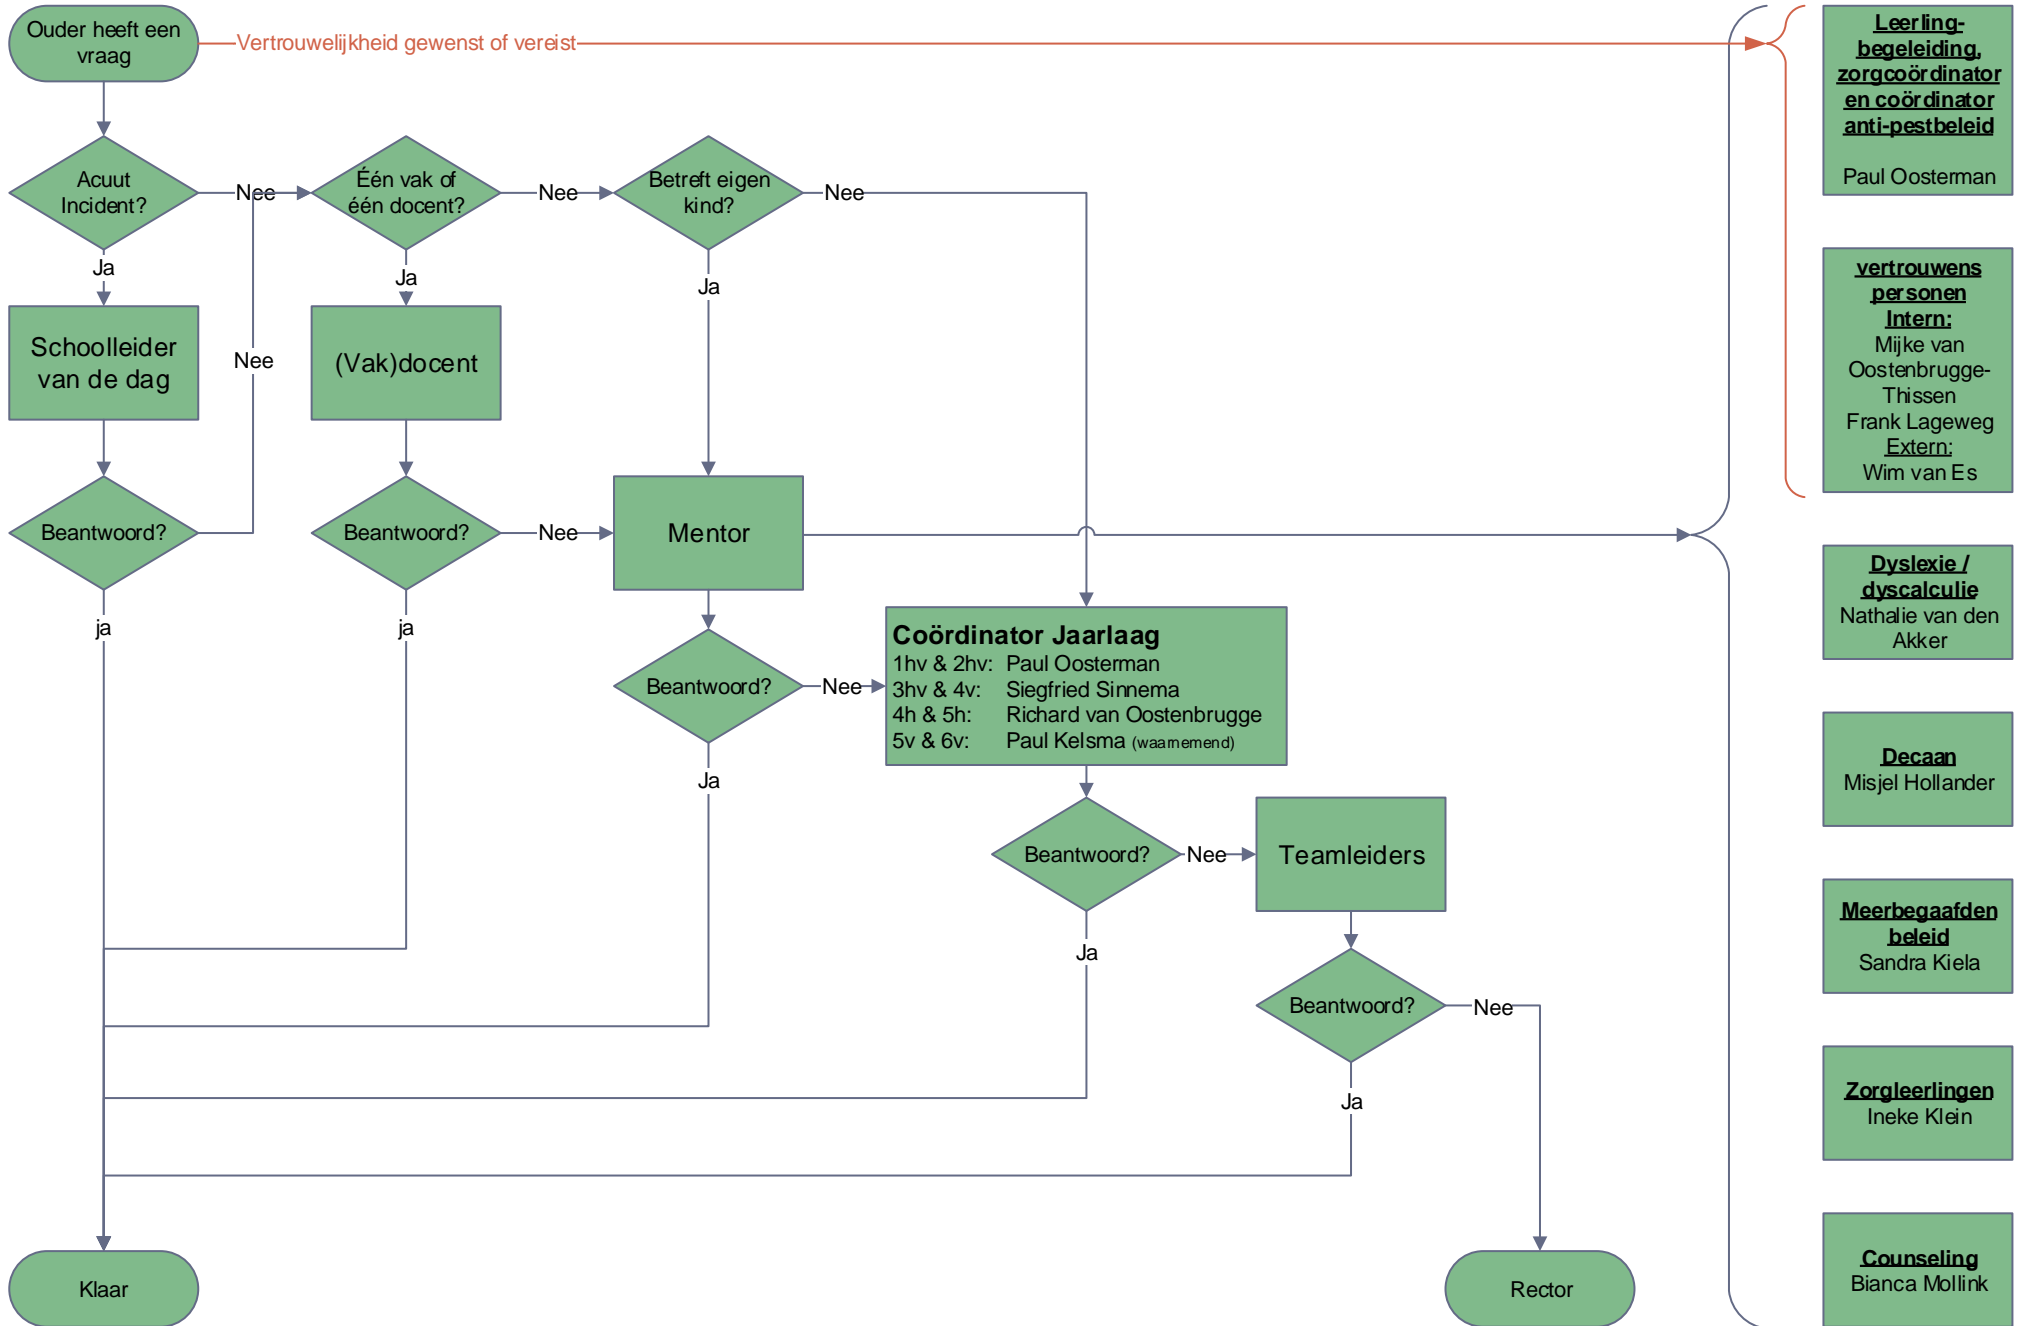 Ouder heeft een
vraag
Vertrouwelijkheid gewenst of vereist
Acuut
Incident?
Nee
Één vak of
één docent?
Nee
Betreft eigen
kind?
Nee
Ja
Ja
Ja
Schoolleider
van de dag
Nee
(Vak)docent
Beantwoord?
Beantwoord?
Nee
Mentor
ja
ja
Beantwoord?
Nee
Coördinator Jaarlaag
1hv & 2hv: Paul Oosterman
3hv & 4v: Siegfried Sinnema
4h & 5h: Richard van Oostenbrugge
5v & 6v: Paul Kelsma (waarnemend)
Ja
Beantwoord?
Nee
Teamleiders
Ja
Beantwoord?
Nee
Ja
Klaar
Rector
Leerling-
begeleiding,
zorgcoördinator
en coördinator
anti-pestbeleid
Paul Oosterman
vertrouwens
personen
Intern:
Mijke van
Oostenbrugge-
Thissen
Frank Lageweg
Extern:
Wim van Es
Dyslexie /
dyscalculie
Nathalie van den
Akker
Decaan
Misjel Hollander
Meerbegaafden
beleid
Sandra Kiela
Zorgleerlingen
Ineke Klein
Counseling
Bianca Mollink